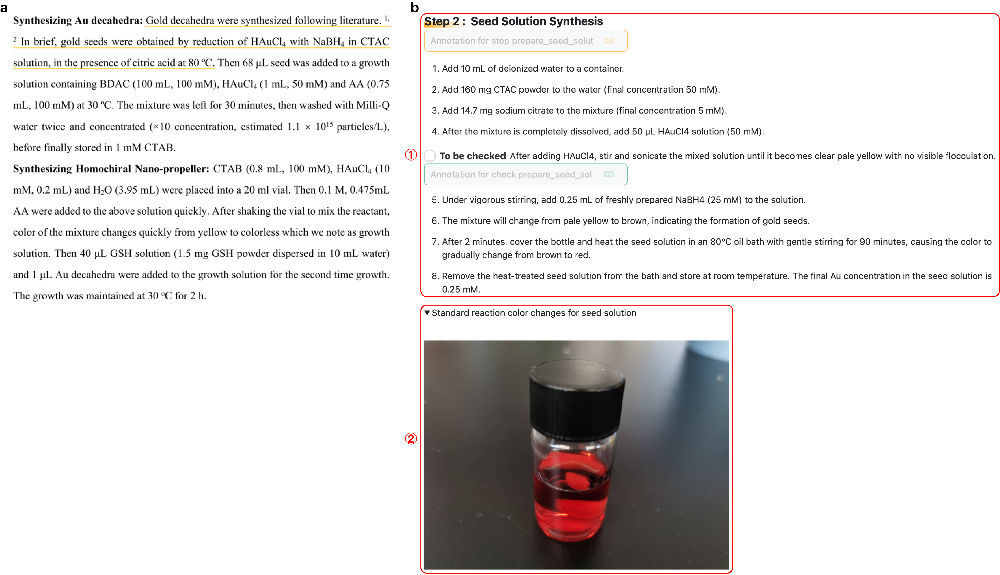 a
Synthesizing Au decahedra: Gold decahedra were synthesized following literature. 1,
2 In brief, gold seeds were obtained by reduction of HAuCl4 with NaBH4 in CTAC
solution, in the presence of citric acid at 80 ºC. Then 68 μL seed was added to a growth
solution containing BDAC (100 mL, 100 mM), HAuCl4 (1 mL, 50 mM) and AA (0.75
mL, 100 mM) at 30 ºC. The mixture was left for 30 minutes, then washed with Milli-Q
water twice and concentrated (×10 concentration, estimated 1.1 × 10¹⁵ particles/L),
before finally stored in 1 mM CTAB.
Synthesizing Homochiral Nano-propeller: CTAB (0.8 mL, 100 mM), HAuCl4 (10
mM, 0.2 mL) and H2O (3.95 mL) were placed into a 20 ml vial. Then 0.1 M, 0.475mL
AA were added to the above solution quickly. After shaking the vial to mix the reactant,
color of the mixture changes quickly from yellow to colorless which we note as growth
solution. Then 40 μL GSH solution (1.5 mg GSH powder dispersed in 10 mL water)
and 1 μL Au decahedra were added to the growth solution for the second time growth.
The growth was maintained at 30 ºC for 2 h.
b
①
Step 2 : Seed Solution Synthesis
Annotation for step prepare_seed_solut M↓
1. Add 10 mL of deionized water to a container.
2. Add 160 mg CTAC powder to the water (final concentration 50 mM).
3. Add 14.7 mg sodium citrate to the mixture (final concentration 5 mM).
4. After the mixture is completely dissolved, add 50 μL HAuCl4 solution (50 mM).
To be checked After adding HAuCl4, stir and sonicate the mixed solution until it becomes clear pale yellow with no visible flocculation.
Annotation for check prepare_seed_sol M↓
5. Under vigorous stirring, add 0.25 mL of freshly prepared NaBH4 (25 mM) to the solution.
6. The mixture will change from pale yellow to brown, indicating the formation of gold seeds.
7. After 2 minutes, cover the bottle and heat the seed solution in an 80°C oil bath with gentle stirring for 90 minutes, causing the color to
gradually change from brown to red.
8. Remove the heat-treated seed solution from the bath and store at room temperature. The final Au concentration in the seed solution is
0.25 mM.
②
▼ Standard reaction color changes for seed solution